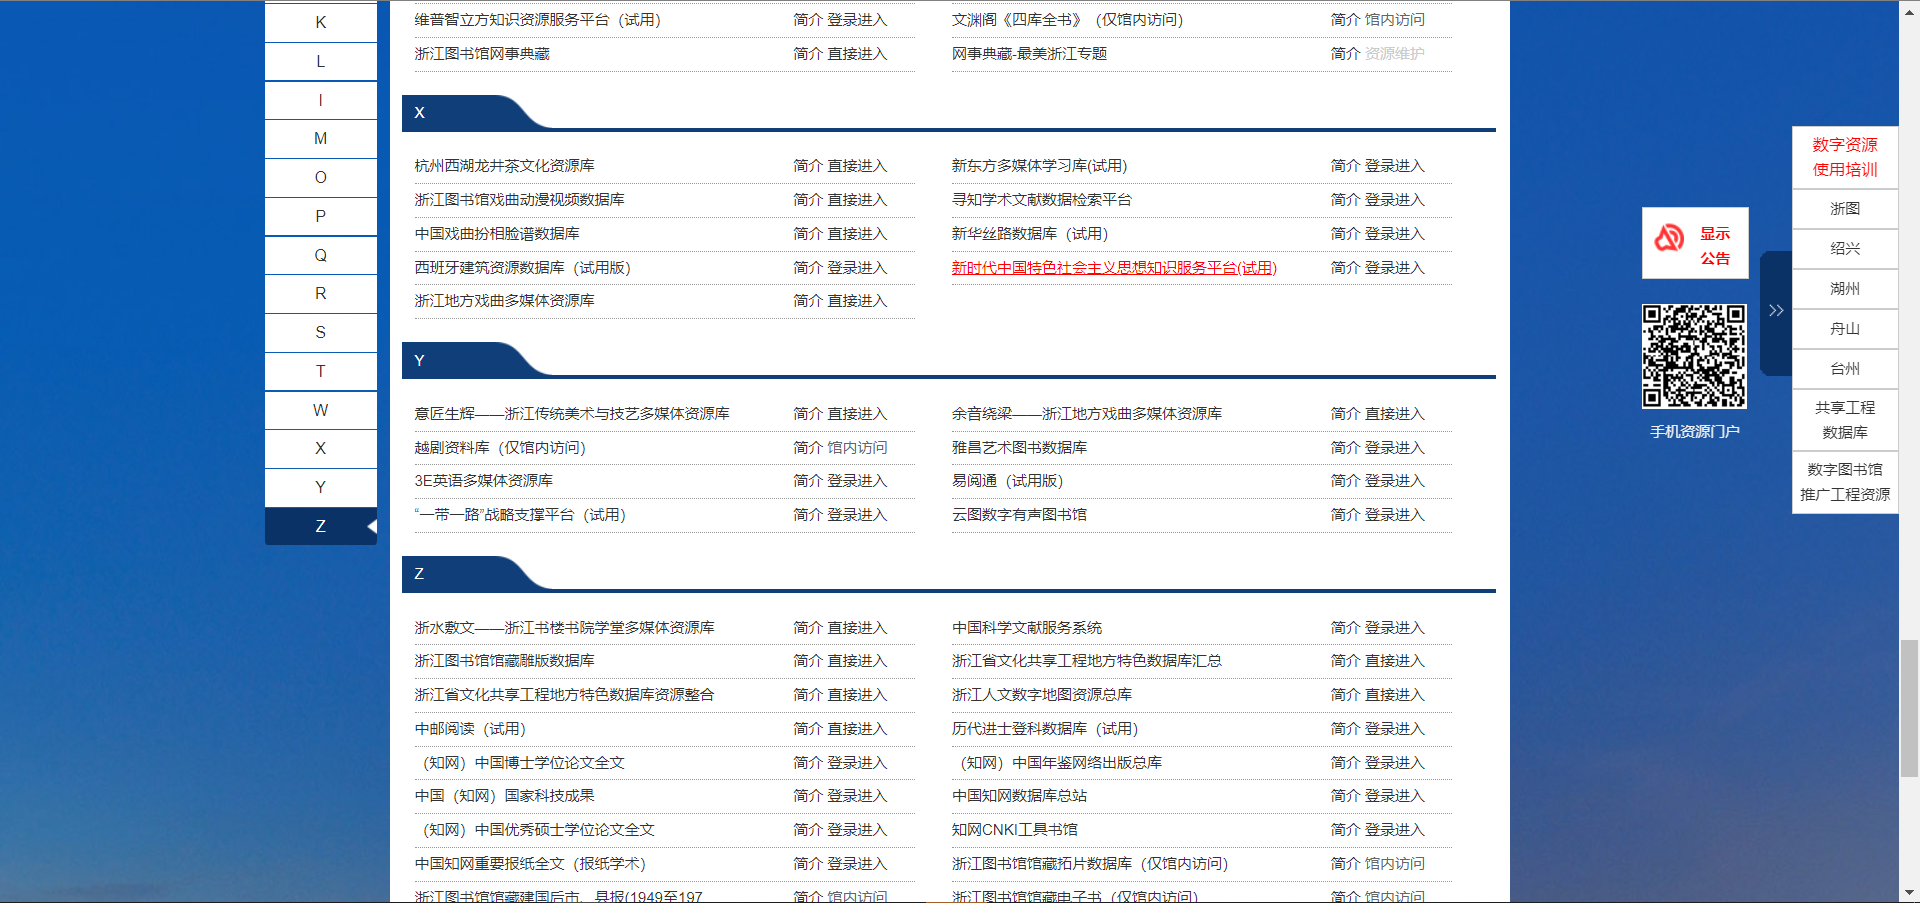 K
L
I
M
O
P
Q
R
S
T
W
X
Y
Z
维普智立方知识资源服务平台（试用） 简介 登录进入
文渊阁《四库全书》（仅馆内访问） 简介 馆内访问
浙江图书馆网事典藏 简介 直接进入
网事典藏-最美浙江专题 简介 资源维护
X
杭州西湖龙井茶文化资源库 简介 直接进入
新东方多媒体学习库(试用) 简介 登录进入
浙江图书馆戏曲动漫视频数据库 简介 直接进入
寻知学术文献数据检索平台 简介 登录进入
中国戏曲扮相脸谱数据库 简介 直接进入
新华丝路数据库（试用） 简介 登录进入
西班牙建筑资源数据库（试用版） 简介 登录进入
新时代中国特色社会主义思想知识服务平台(试用) 简介 登录进入
浙江地方戏曲多媒体资源库 简介 直接进入
Y
意匠生辉——浙江传统美术与技艺多媒体资源库 简介 直接进入
余音绕梁——浙江地方戏曲多媒体资源库 简介 直接进入
越剧资料库（仅馆内访问） 简介 馆内访问
雅昌艺术图书数据库 简介 登录进入
3E英语多媒体资源库 简介 登录进入
易阅通（试用版） 简介 登录进入
“一带一路”战略支撑平台（试用） 简介 登录进入
云图数字有声图书馆 简介 登录进入
Z
浙水敷文——浙江书楼书院学堂多媒体资源库 简介 直接进入
中国科学文献服务系统 简介 登录进入
浙江图书馆馆藏雕版数据库 简介 直接进入
浙江省文化共享工程地方特色数据库汇总 简介 直接进入
浙江省文化共享工程地方特色数据库资源整合 简介 直接进入
浙江人文数字地图资源总库 简介 直接进入
中邮阅读（试用） 简介 直接进入
历代进士登科数据库（试用） 简介 登录进入
（知网）中国博士学位论文全文 简介 登录进入
（知网）中国年鉴网络出版总库 简介 登录进入
中国（知网）国家科技成果 简介 登录进入
中国知网数据库总站 简介 登录进入
（知网）中国优秀硕士学位论文全文 简介 登录进入
知网CNKI工具书馆 简介 登录进入
中国知网重要报纸全文（报纸学术） 简介 登录进入
浙江图书馆馆藏拓片数据库（仅馆内访问） 简介 馆内访问
浙江图书馆馆藏建国后市、县报(1949至197 简介 馆内访问
浙江图书馆馆藏电子书（仅馆内访问） 简介 馆内访问
显示
公告
手机资源门户
数字资源
使用培训
浙图
绍兴
湖州
舟山
台州
共享工程
数据库
数字图书馆
推广工程资源